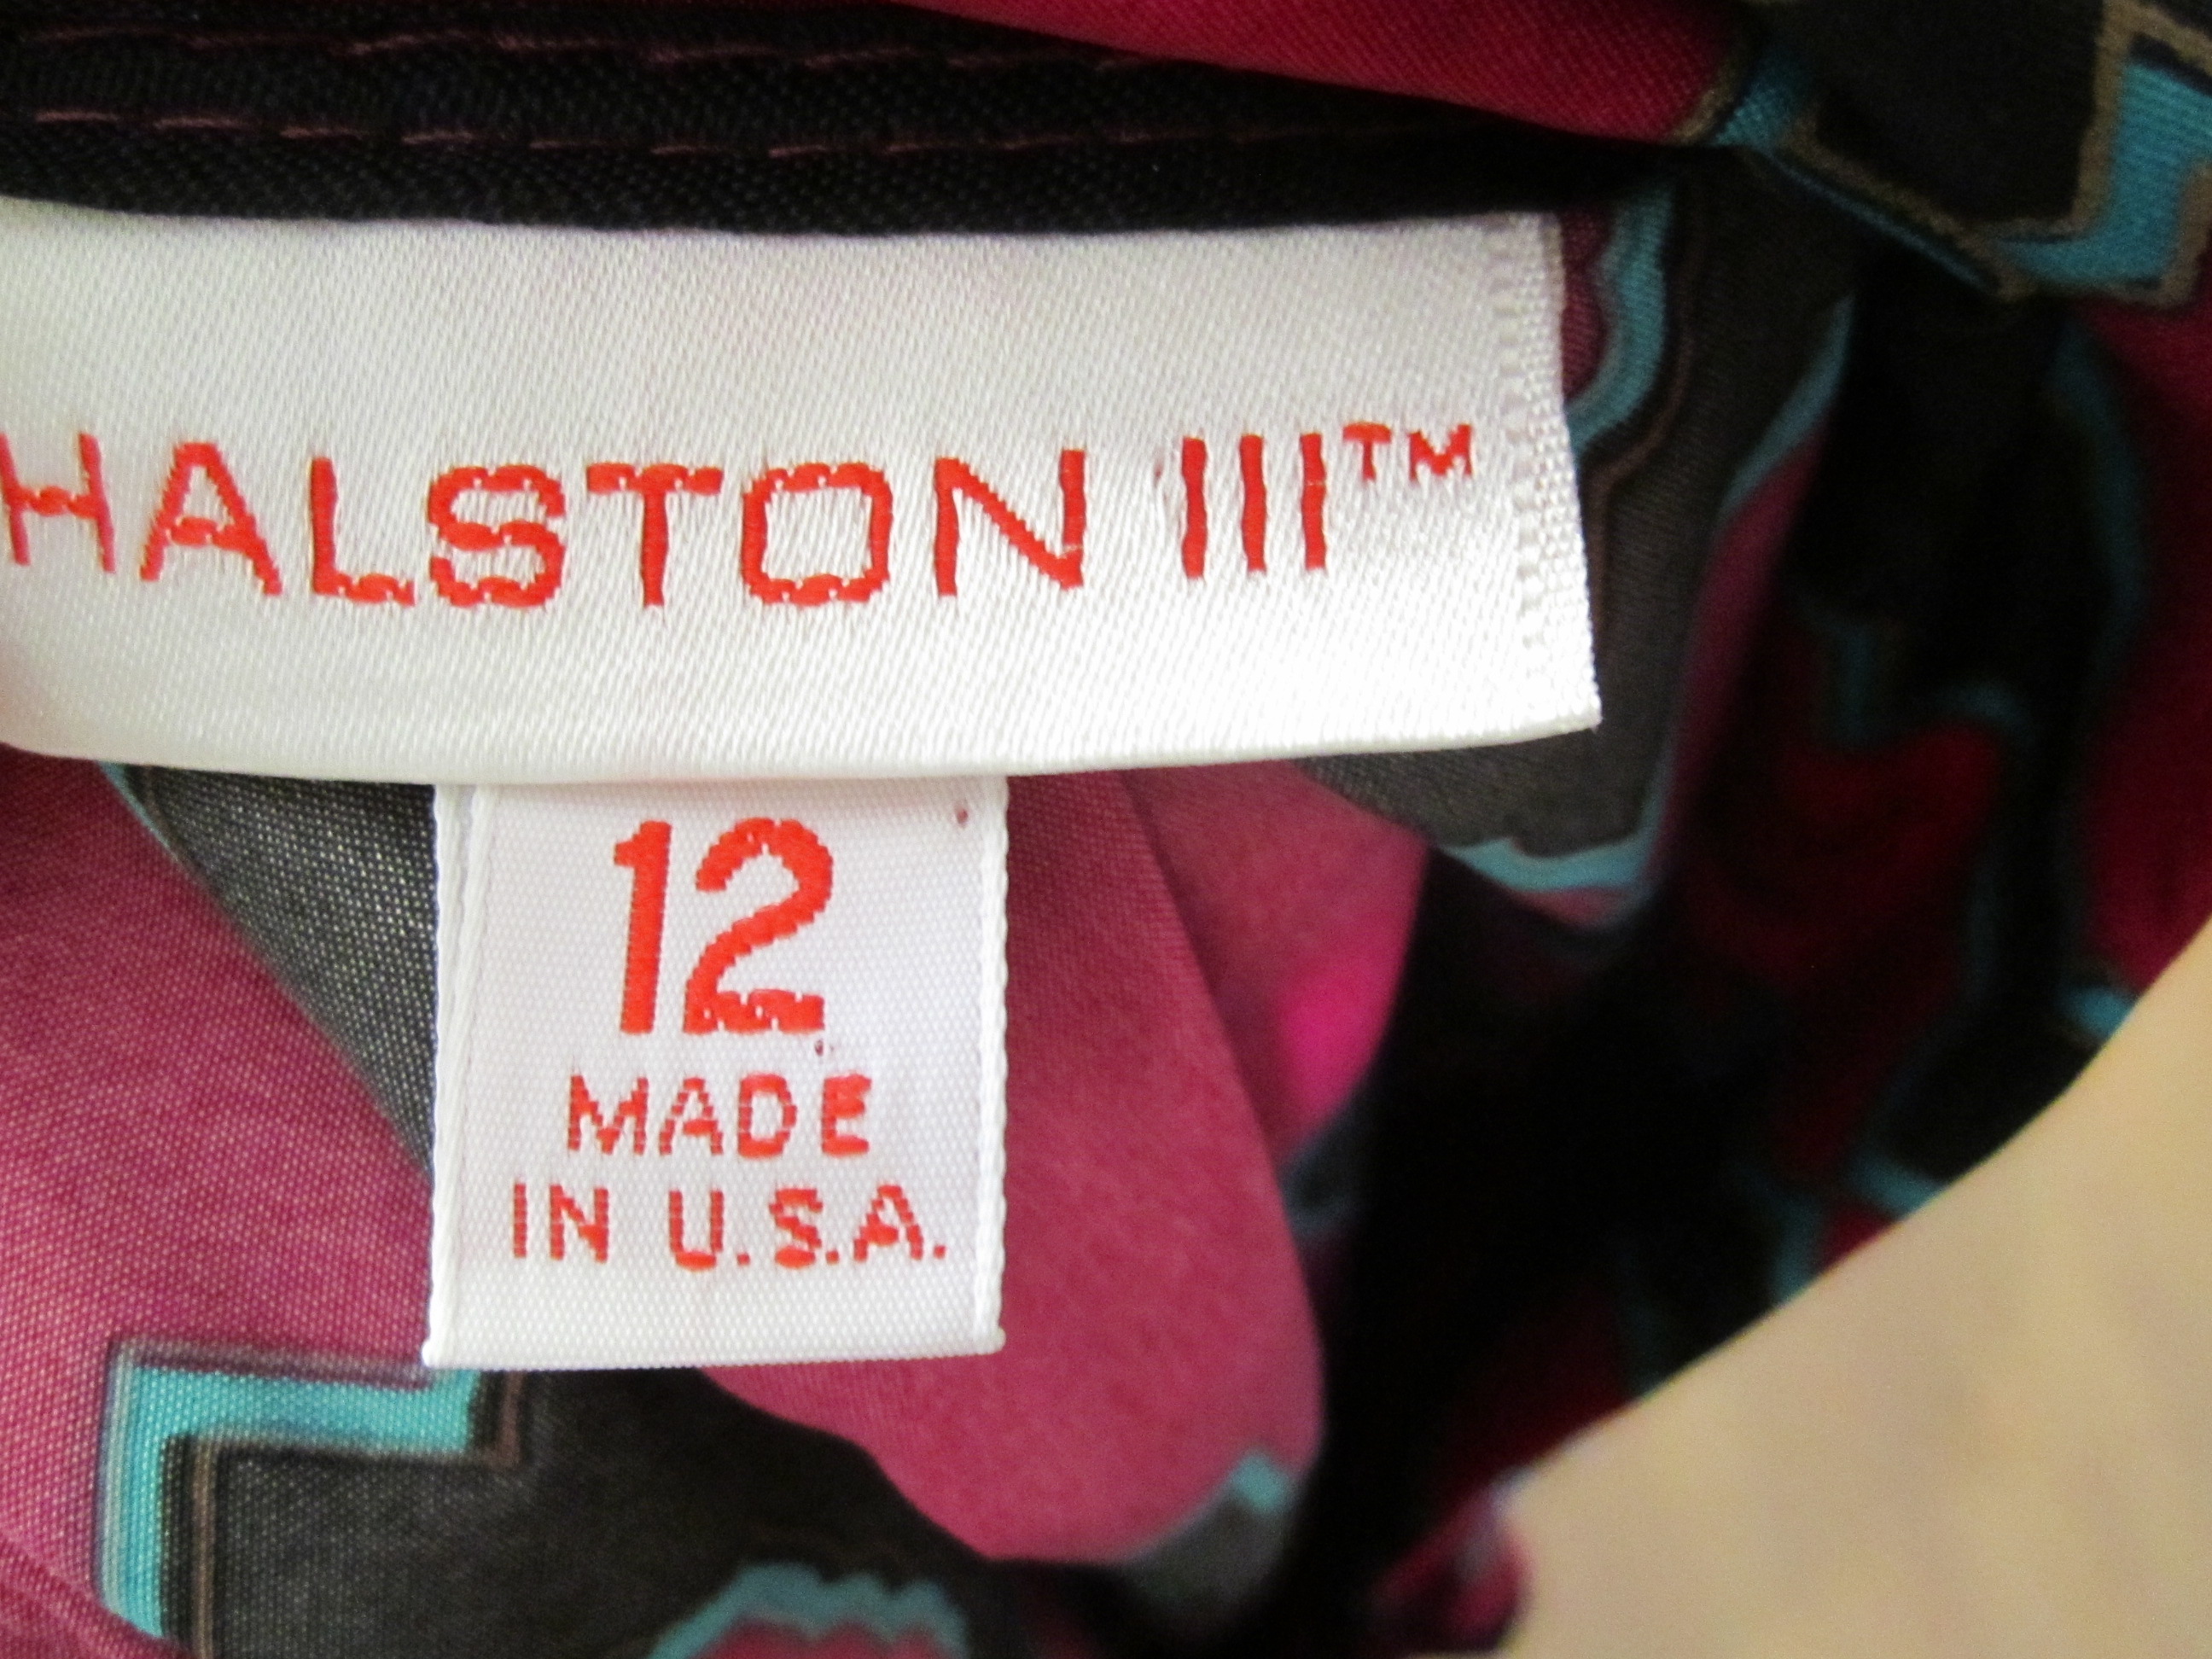 HALSTON III™
12
MADE
IN U.S.A.